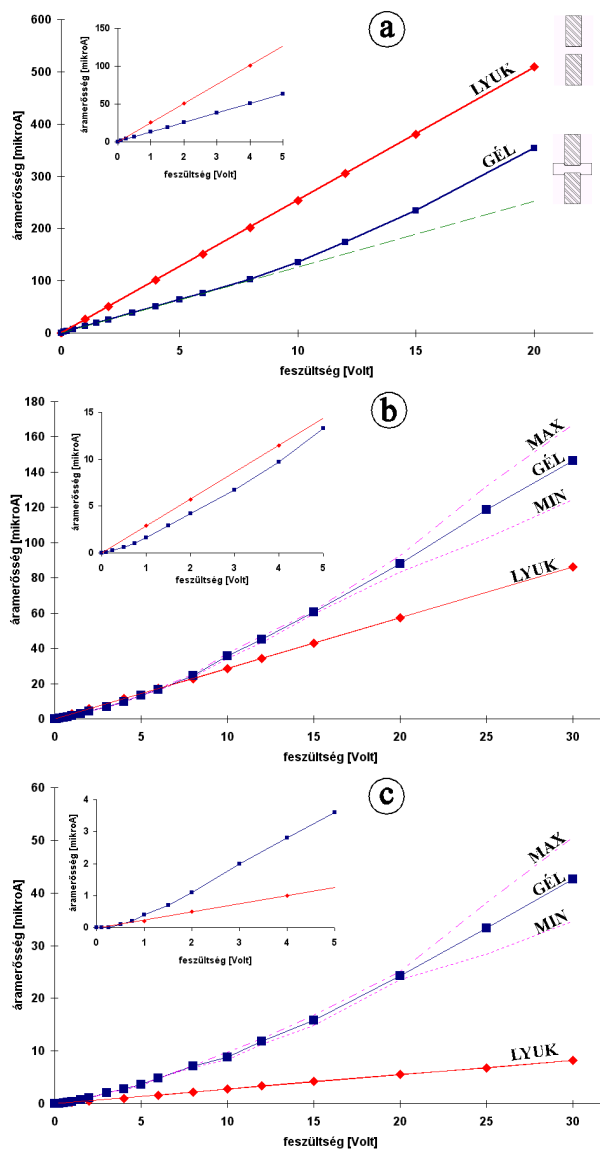 a
600
500
400
300
200
100
0
áramerősség [mikroA]
0 5 10 15 20
feszültség [Volt]
LYUK
GÉL
150
100
50
0
áramerősség [mikroA]
0 1 2 3 4 5
feszültség [Volt]
b
180
160
140
120
100
80
60
40
20
0
áramerősség [mikroA]
0 5 10 15 20 25 30
feszültség [Volt]
MAX
GÉL
MIN
LYUK
15
10
5
0
áramerősség [mikroA]
0 1 2 3 4 5
feszültség [Volt]
c
60
50
40
30
20
10
0
áramerősség [mikroA]
0 5 10 15 20 25 30
feszültség [Volt]
MAX
GÉL
MIN
LYUK
4
3
2
1
0
áramerősség [mikroA]
0 1 2 3 4 5
feszültség [Volt]